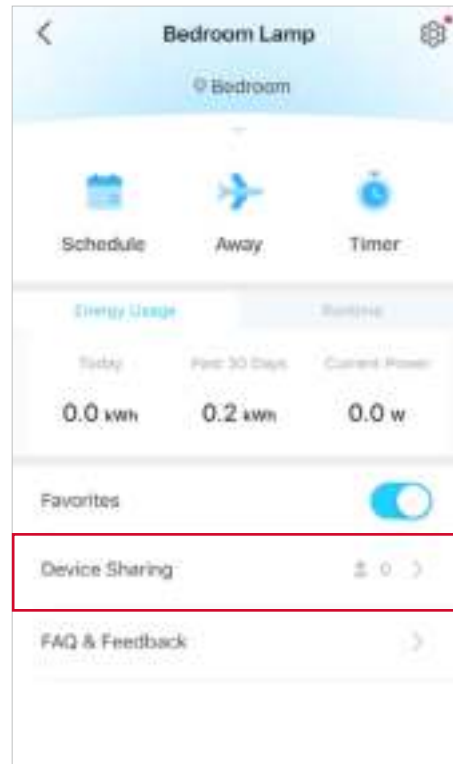 Bedroom Lamp
Bedroom
Schedule Away Timer
Energy Usage Runtime
Today Past 30 Days Current Power
0.0 kWh 0.2 kWh 0.0 W
Favorites
Device Sharing 0
FAQ & Feedback